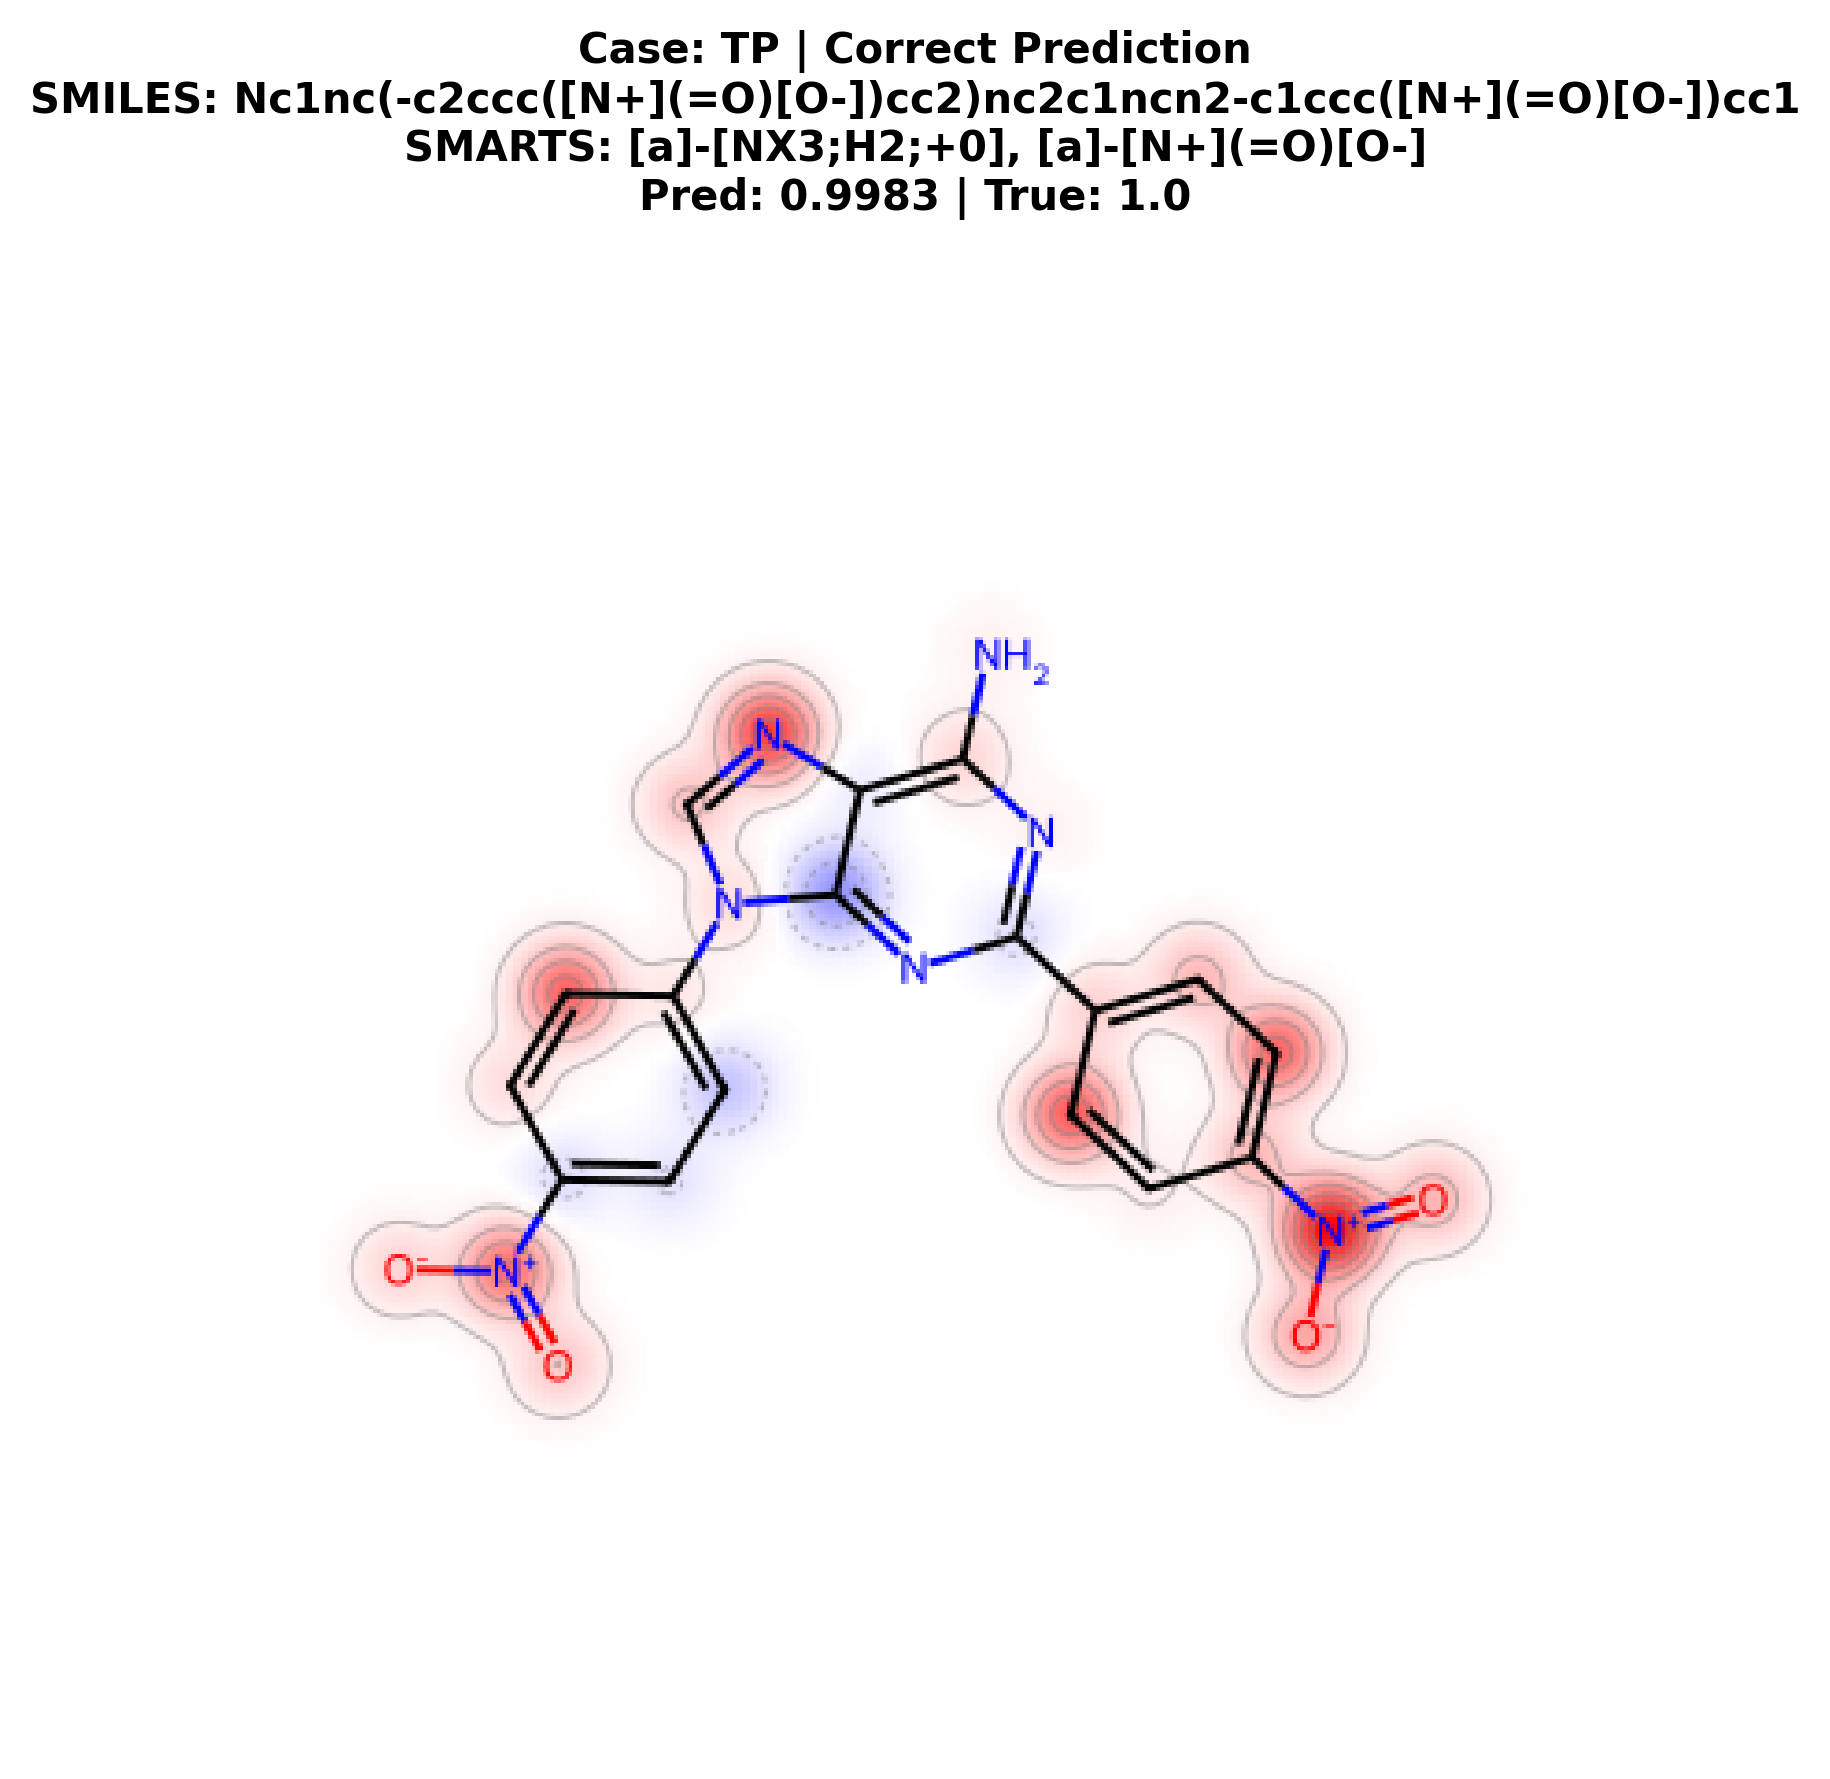 Case: TP | Correct Prediction
SMILES: Nc1nc(-c2ccc([N+](=O)[O-])cc2)nc2c1ncn2-c1ccc([N+](=O)[O-])cc1
SMARTS: [a]-[NX3;H2;+0], [a]-[N+](=O)[O-]
Pred: 0.9983 | True: 1.0
NH2
N
N
N
N
O
N+
O-
N+
O-
O